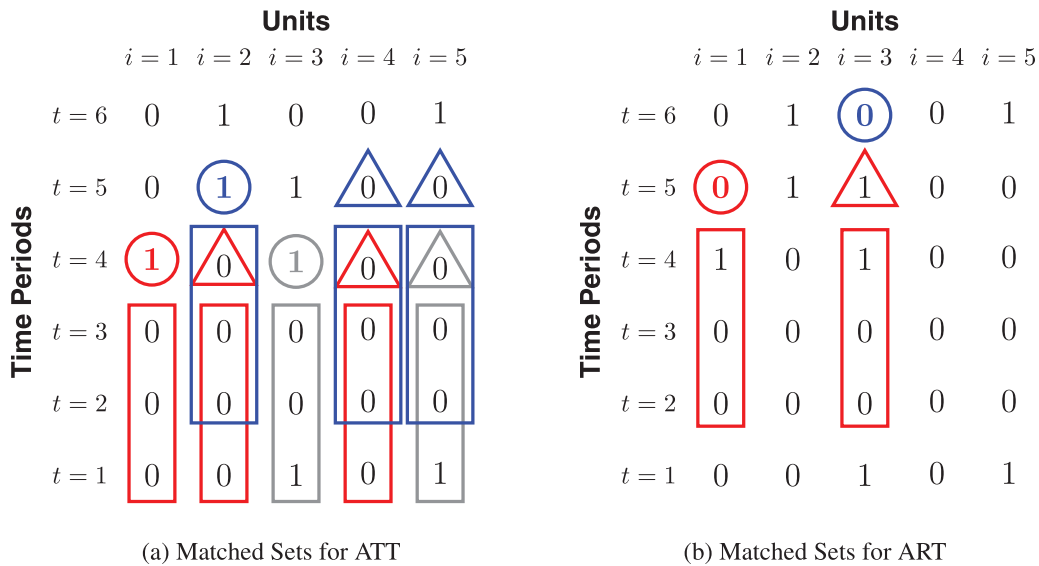 Units
i = 1 i = 2 i = 3 i = 4 i = 5
t = 6 0 1 0 0 1
t = 5 0 1 1 0 0
t = 4 1 0 1 0 0
t = 3 0 0 0 0 0
t = 2 0 0 0 0 0
t = 1 0 0 1 0 1
Time Periods
(a) Matched Sets for ATT
Units
i = 1 i = 2 i = 3 i = 4 i = 5
t = 6 0 1 0 0 1
t = 5 0 1 1 0 0
t = 4 1 0 1 0 0
t = 3 0 0 0 0 0
t = 2 0 0 0 0 0
t = 1 0 0 1 0 1
Time Periods
(b) Matched Sets for ART